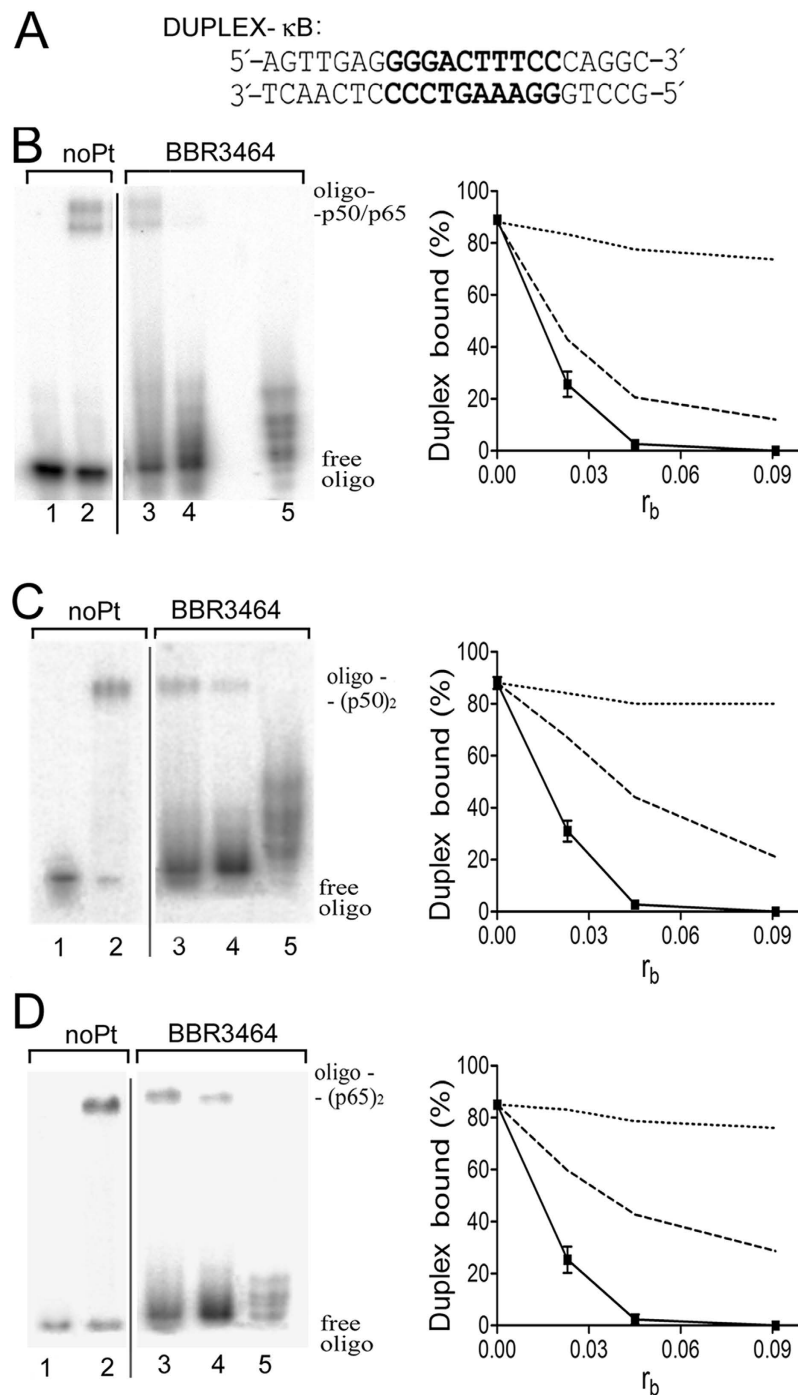 A
DUPLEX-κB:
5´-AGTTGAGGGGACTTTCCCAGGC-3´
3´-TCAACTCCCCTGAAAGGGTCCG-5´
B
noPt BBR3464
oligo-
-p50/p65
free
oligo
1 2 3 4 5
Duplex bound (%)
100
80
60
40
20
0
0.00 0.03 0.06 0.09
r_b
C
noPt BBR3464
oligo -
- (p50)₂
free
oligo
1 2 3 4 5
Duplex bound (%)
100
80
60
40
20
0
0.00 0.03 0.06 0.09
r_b
D
noPt BBR3464
oligo -
- (p65)₂
free
oligo
1 2 3 4 5
Duplex bound (%)
100
80
60
40
20
0
0.00 0.03 0.06 0.09
r_b